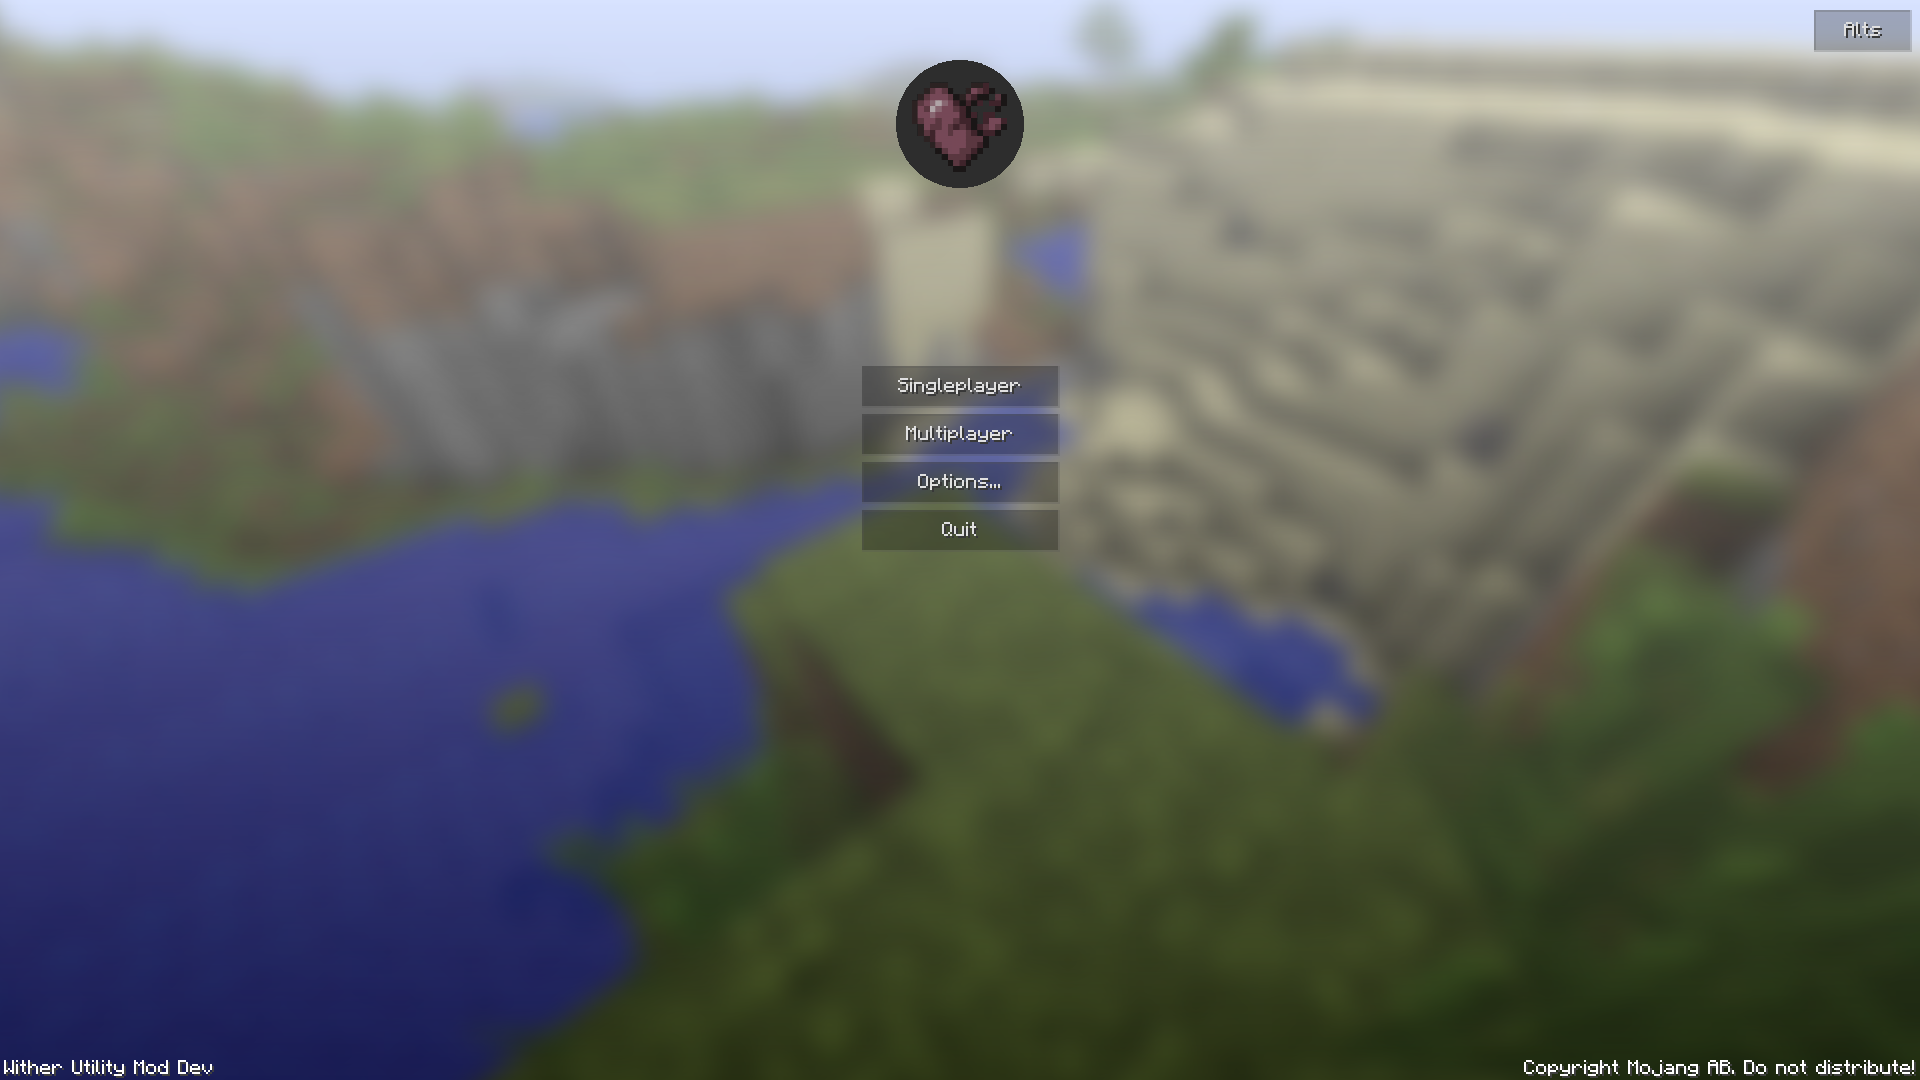 Alts
Singleplayer
Multiplayer
Options...
Quit
Wither Utility Mod Dev
Copyright Mojang AB. Do not distribute!